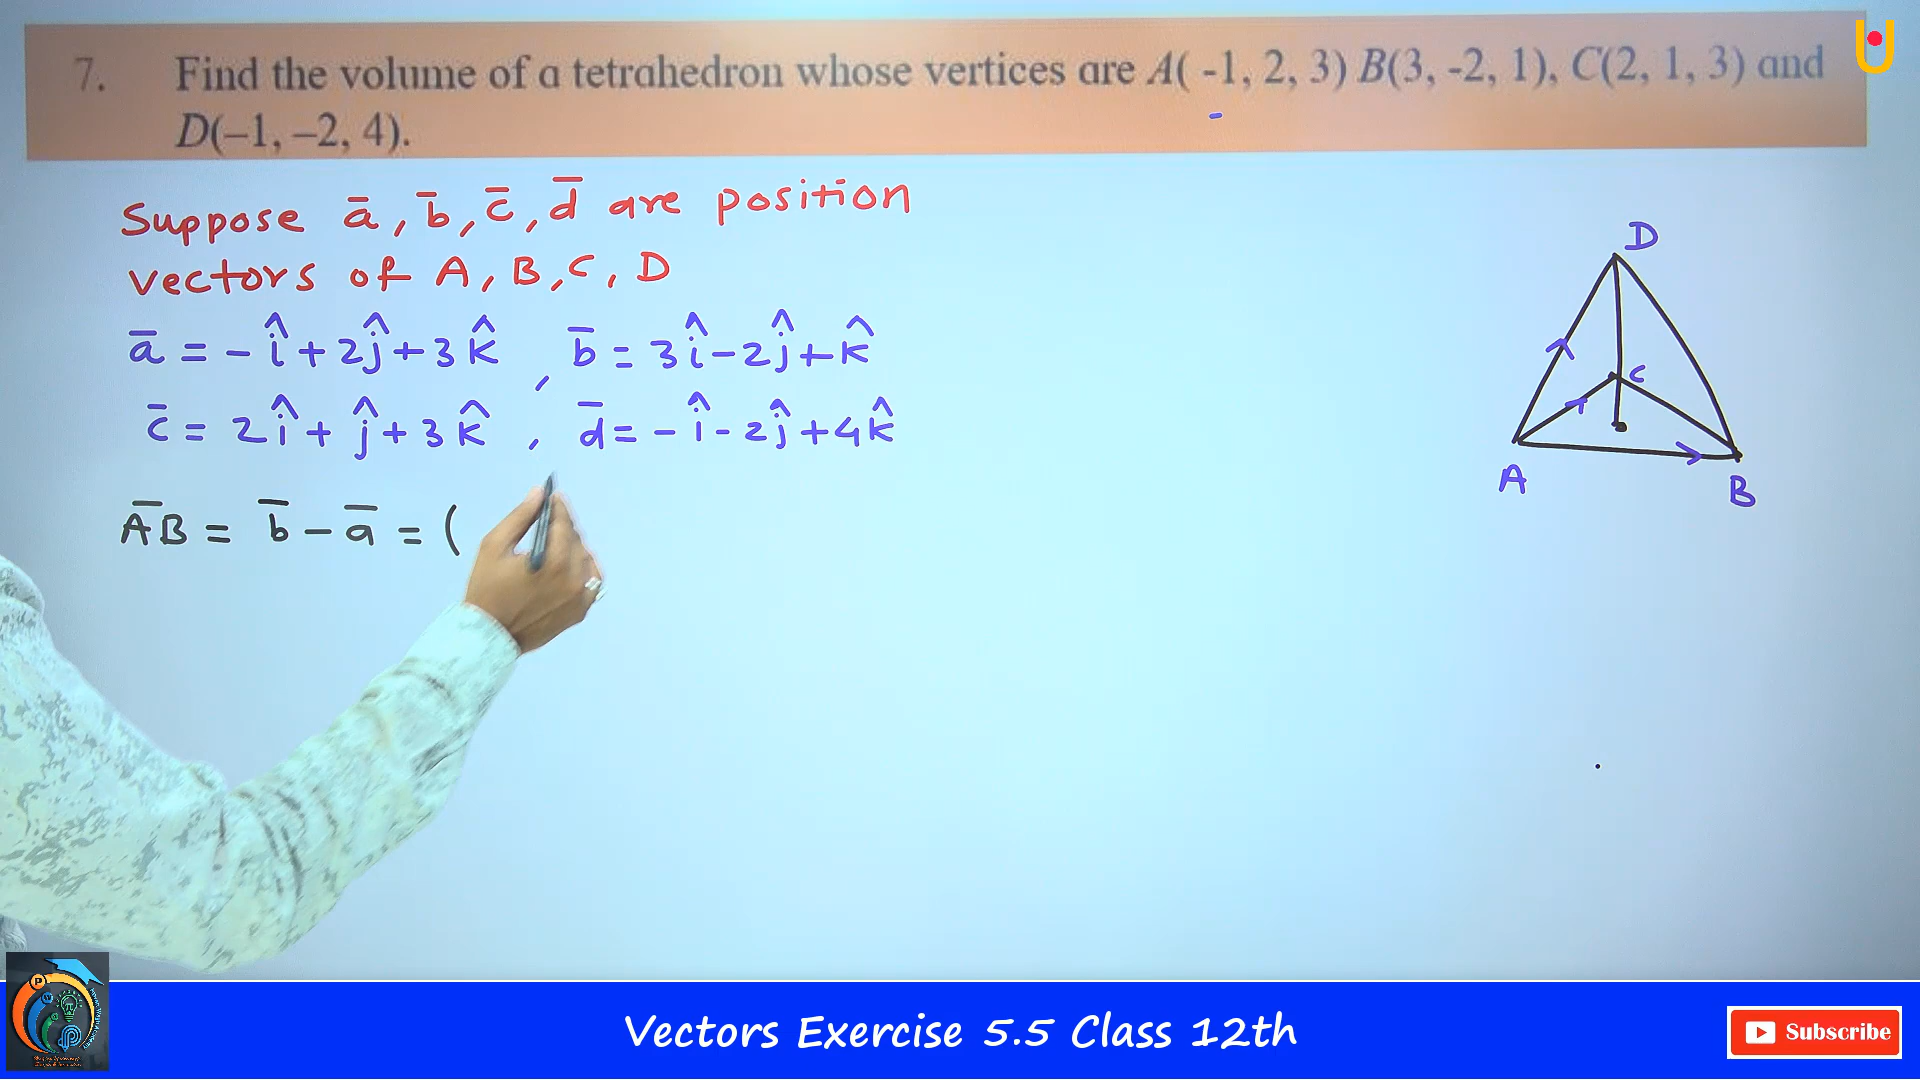 7. Find the volume of a tetrahedron whose vertices are A( -1, 2, 3) B(3, -2, 1), C(2, 1, 3) and
D(–1, –2, 4).
Suppose a̅, b̅, c̅, d̅ are position
vectors of A, B, C, D
a̅ = -î + 2ĵ + 3k̂ , b̅ = 3î - 2ĵ + k̂
c̅ = 2î + ĵ + 3k̂ , d̅ = -î - 2ĵ + 4k̂
A̅B = b̅ - a̅ = (
D
C
A
B
Vectors Exercise 5.5 Class 12th
Subscribe